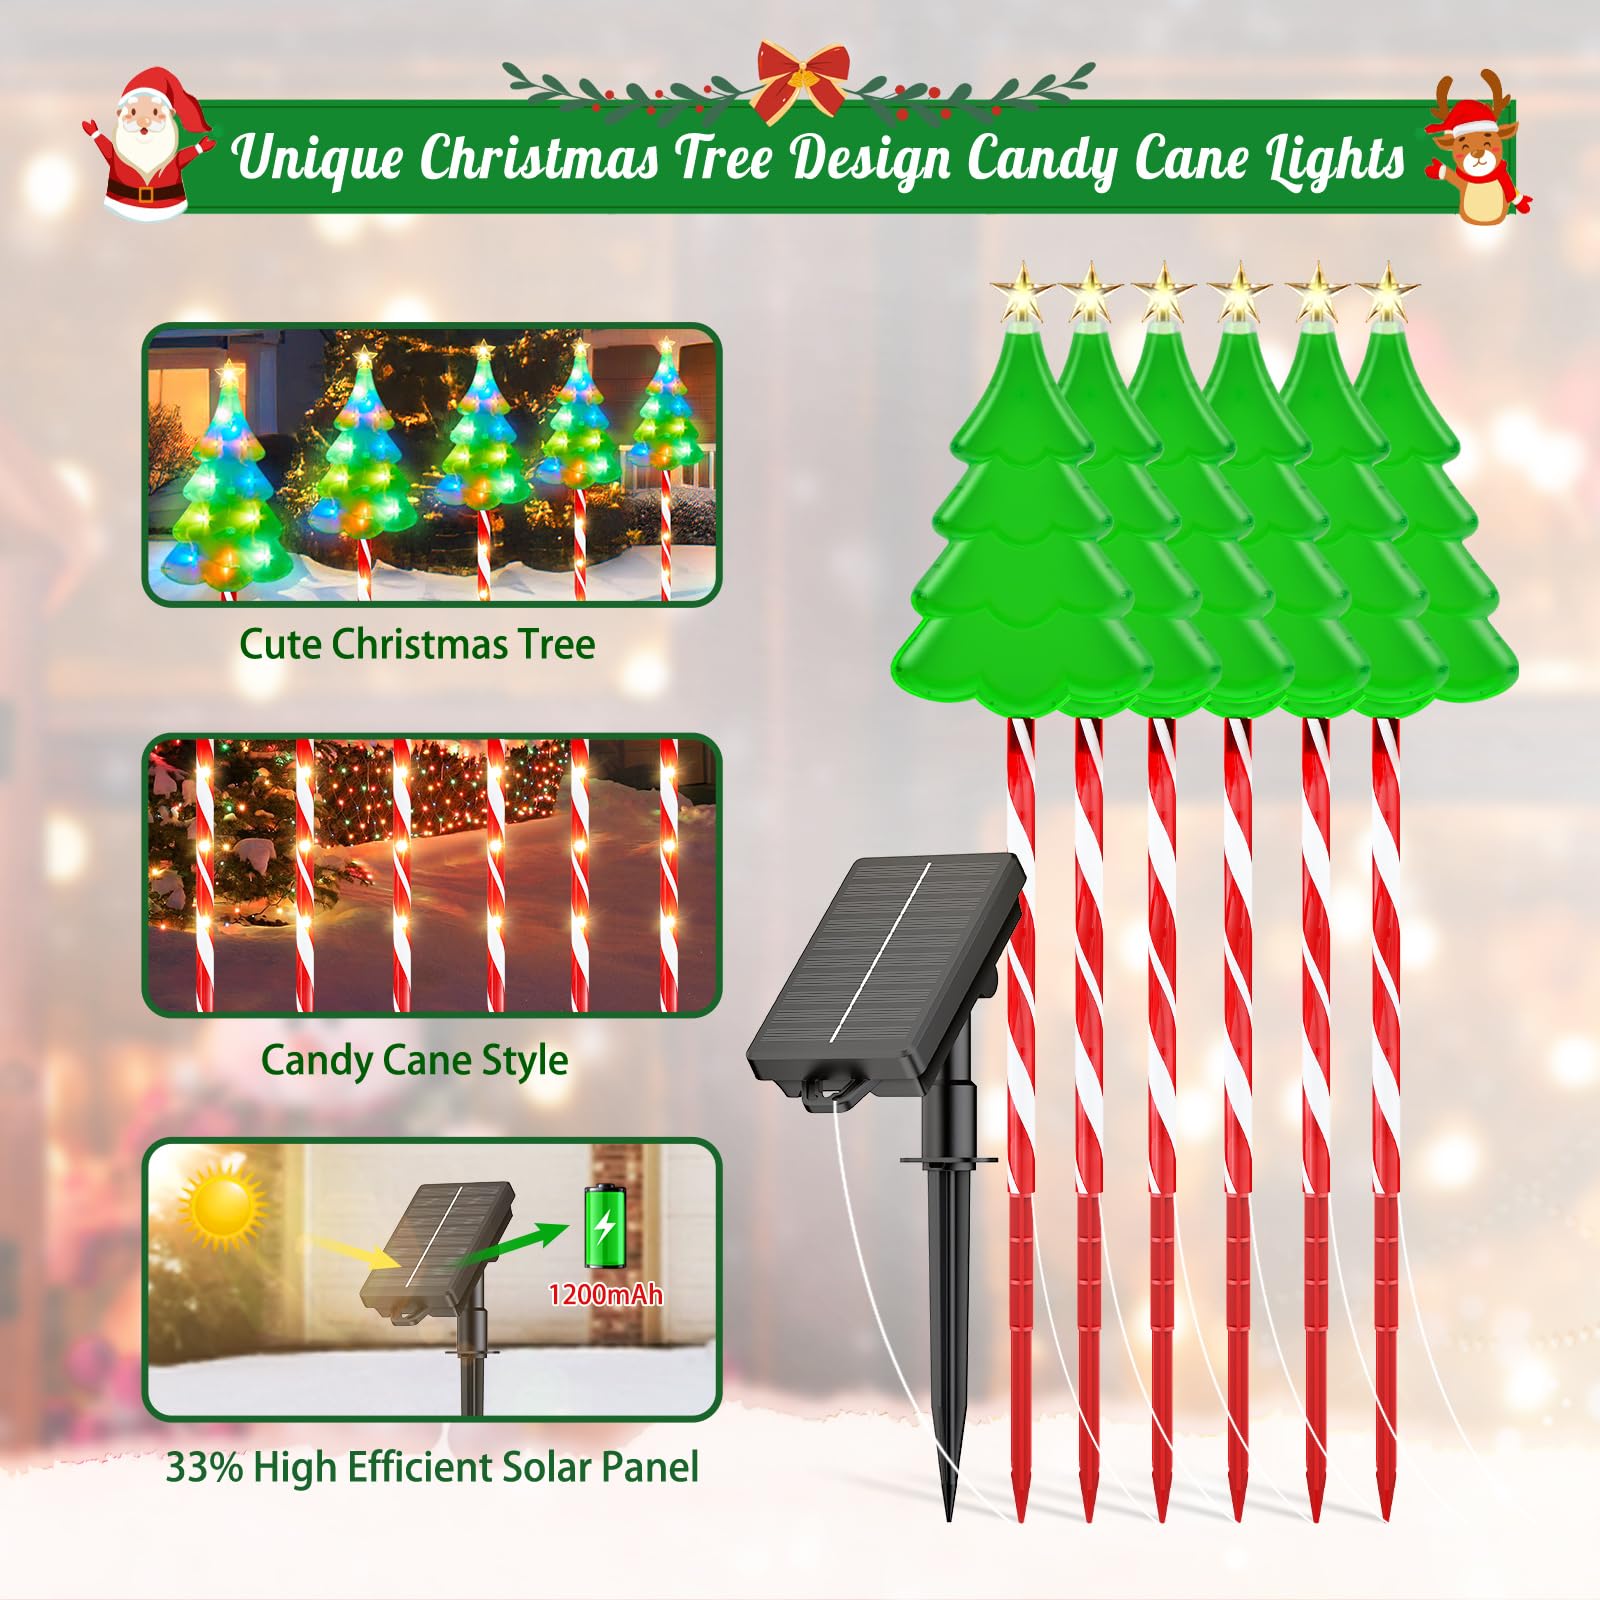 Unique Christmas Tree Design Candy Cane Lights
Cute Christmas Tree
Candy Cane Style
1200mAh
33% High Efficient Solar Panel